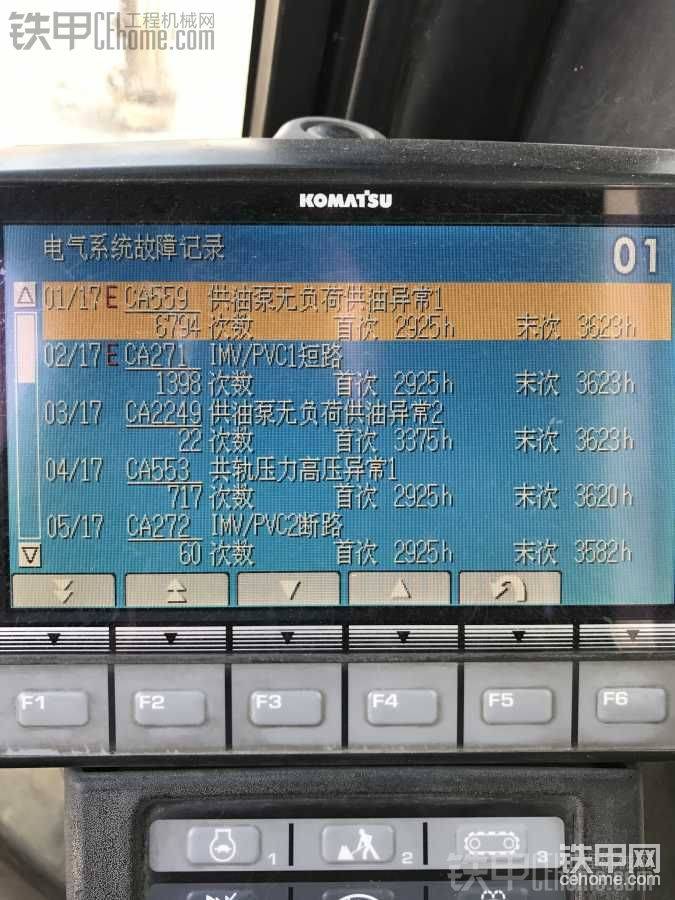 铁甲工程机械网
CEhome.com
KOMATSU
电气系统故障记录 01
01/17 E CA559 供油泵无负荷供油异常1
6794 次数 首次 2925h 末次 3623h
02/17 E CA271 IMV/PVC1短路
1398 次数 首次 2925h 末次 3623h
03/17 CA2249 供油泵无负荷供油异常2
22 次数 首次 3375h 末次 3623h
04/17 CA553 共轨压力高压异常1
717 次数 首次 2925h 末次 3620h
05/17 CA272 IMV/PVC2断路
60 次数 首次 2925h 末次 3582h
F1 F2 F3 F4 F5 F6
1 2 3
铁甲网
cehome.com